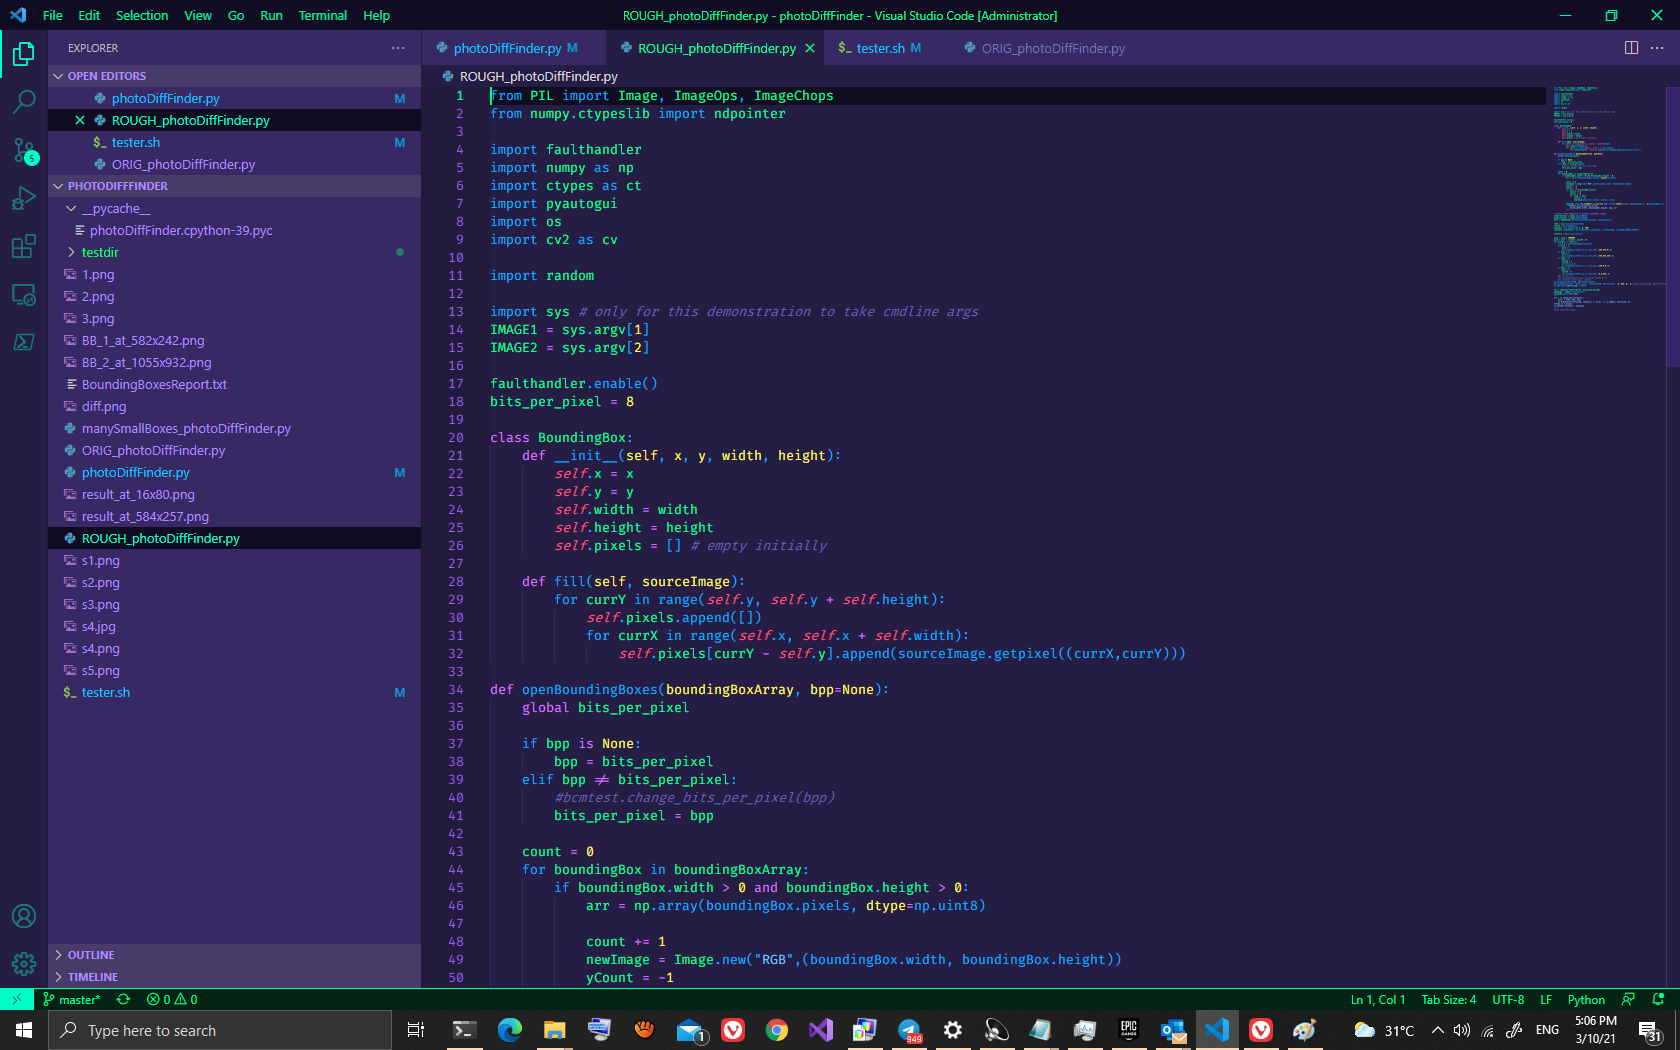 File Edit Selection View Go Run Terminal Help
ROUGH_photoDiffFinder.py - photoDiffFinder - Visual Studio Code [Administrator]
EXPLORER
OPEN EDITORS
photoDiffFinder.py M
ROUGH_photoDiffFinder.py
tester.sh M
ORIG_photoDiffFinder.py
PHOTODIFFFINDER
__pycache__
photoDiffFinder.cpython-39.pyc
testdir
1.png
2.png
3.png
BB_1_at_582x242.png
BB_2_at_1055x932.png
BoundingBoxesReport.txt
diff.png
manySmallBoxes_photoDiffFinder.py
ORIG_photoDiffFinder.py
photoDiffFinder.py M
result_at_16x80.png
result_at_584x257.png
ROUGH_photoDiffFinder.py
s1.png
s2.png
s3.png
s4.jpg
s4.png
s5.png
$_ tester.sh M
OUTLINE
TIMELINE
5
photoDiffFinder.py M
ROUGH_photoDiffFinder.py
$_ tester.sh M
ORIG_photoDiffFinder.py
ROUGH_photoDiffFinder.py
1 from PIL import Image, ImageOps, ImageChops
2 from numpy.ctypeslib import ndpointer
3
4 import faulthandler
5 import numpy as np
6 import ctypes as ct
7 import pyautogui
8 import os
9 import cv2 as cv
10
11 import random
12
13 import sys # only for this demonstration to take cmdline args
14 IMAGE1 = sys.argv[1]
15 IMAGE2 = sys.argv[2]
16
17 faulthandler.enable()
18 bits_per_pixel = 8
19
20 class BoundingBox:
21 def __init__(self, x, y, width, height):
22 self.x = x
23 self.y = y
24 self.width = width
25 self.height = height
26 self.pixels = [] # empty initially
27
28 def fill(self, sourceImage):
29 for currY in range(self.y, self.y + self.height):
30 self.pixels.append([])
31 for currX in range(self.x, self.x + self.width):
32 self.pixels[currY - self.y].append(sourceImage.getpixel((currX,currY)))
33
34 def openBoundingBoxes(boundingBoxArray, bpp=None):
35 global bits_per_pixel
36
37 if bpp is None:
38 bpp = bits_per_pixel
39 elif bpp ≠ bits_per_pixel:
40 #bcmtest.change_bits_per_pixel(bpp)
41 bits_per_pixel = bpp
42
43 count = 0
44 for boundingBox in boundingBoxArray:
45 if boundingBox.width > 0 and boundingBox.height > 0:
46 arr = np.array(boundingBox.pixels, dtype=np.uint8)
47
48 count += 1
49 newImage = Image.new("RGB",(boundingBox.width, boundingBox.height))
50 yCount = -1
master* 0 0
Ln 1, Col 1 Tab Size: 4 UTF-8 LF Python
Type here to search
1
EPIC GAMES
949
31°C
ENG
5:06 PM
3/10/21
31